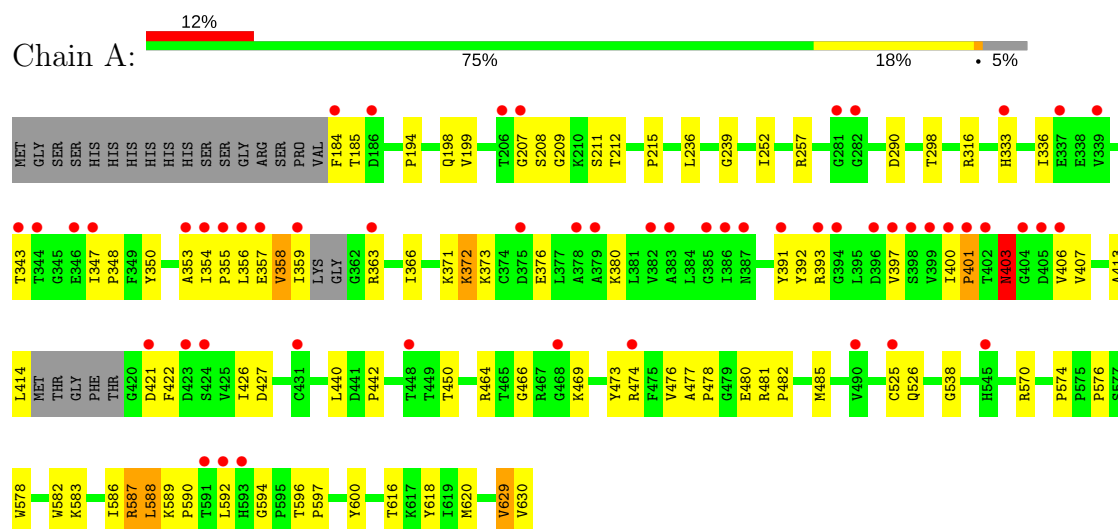 12%
Chain A:
75% 18% • 5%
MET GLY SER SER HIS HIS HIS HIS HIS HIS SER SER GLY ARG SER PRO VAL F184 T185 D186 P194 Q198 V199 T206 G207 S208 G209 K210 S211 T212 P215 L236 G239 I252 R257 G281 G282 D290 T298 R316 H333 I336 E337 E338 V339
T343 T344 G345 E346 I347 P348 F349 Y350 A353 I354 P355 L356 E357 V358 I359 LYS GLY G362 R363 I366 K371 K372 K373 C374 D375 E376 L377 A378 A379 K380 L381 V382 A383 L384 G385 I386 N387 Y391 Y392 R393 G394 L395 D396 V397 S398 V399 I400 P401 T402 N403 G404 D405 V406 V407 A413
L414 MET THR GLY PHE THR G420 D421 F422 D423 S424 V425 I426 D427 C431 L440 D441 P442 T448 T449 T450 R464 T465 G466 R467 G468 K469 Y473 R474 F475 V476 A477 P478 G479 E480 R481 P482 M485 V490 C525 Q526 G538 H545 R570 P574 P575 P576 S577
W578 W582 K583 I586 R587 L588 K589 P590 T591 L592 H593 G594 P595 T596 P597 Y600 T616 K617 Y618 I619 M620 V629 V630